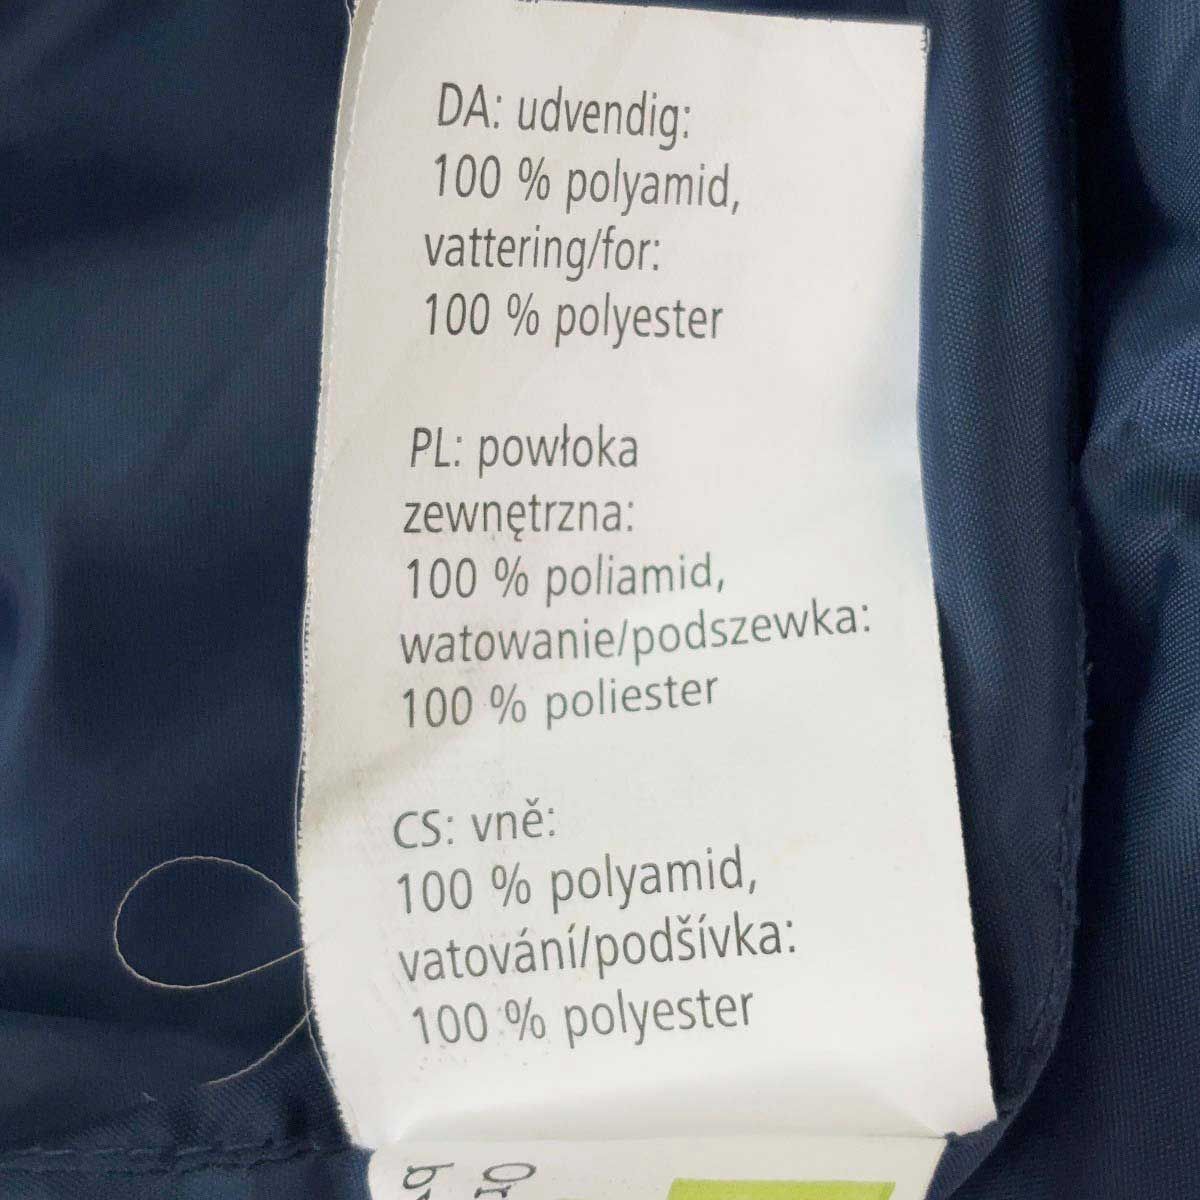 DA: udvendig:
100 % polyamid,
vattering/for:
100 % polyester
PL: powłoka
zewnętrzna:
100 % poliamid,
watowanie/podszewka:
100 % poliester
CS: vně:
100 % polyamid,
vatování/podšívka:
100 % polyester